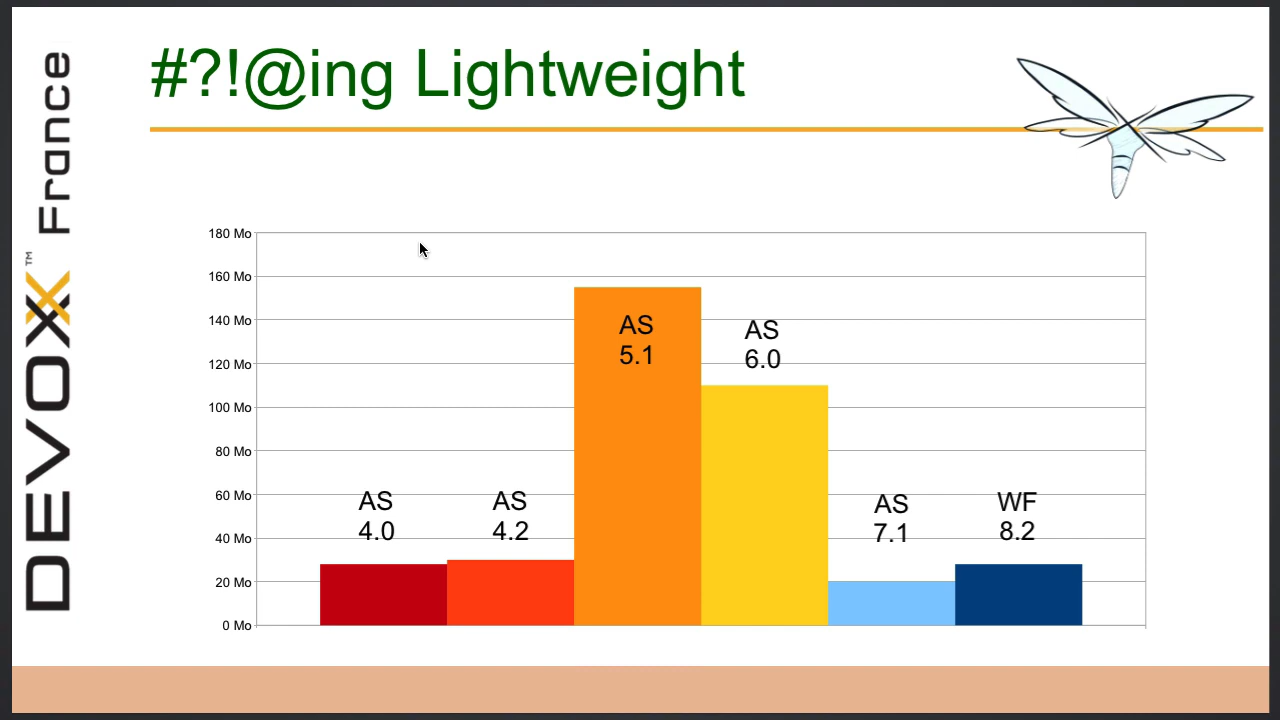 #?!@ing Lightweight
DEVOXX™ France
180 Mo
160 Mo
140 Mo
120 Mo
100 Mo
80 Mo
60 Mo
40 Mo
20 Mo
0 Mo
AS
4.0
AS
4.2
AS
5.1
AS
6.0
AS
7.1
WF
8.2